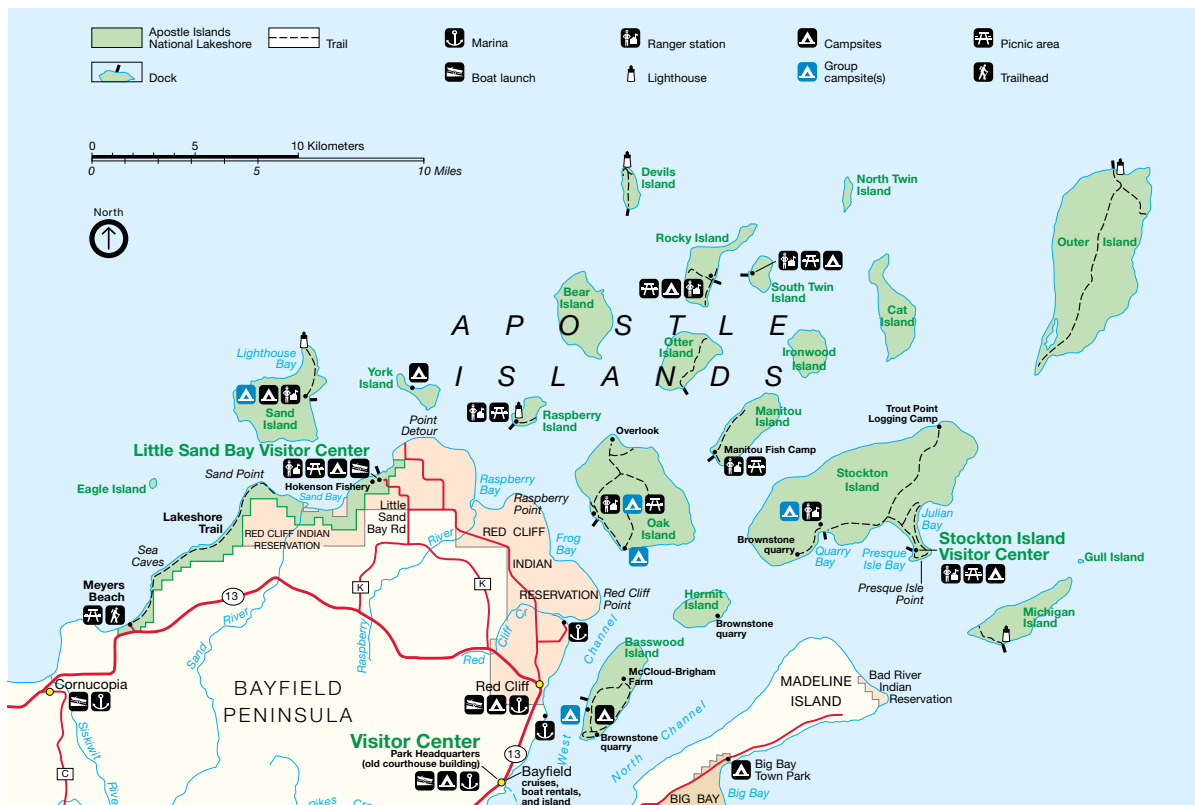 Apostle Islands
National Lakeshore
Trail
Marina
Ranger station
Campsites
Picnic area
Dock
Boat launch
Lighthouse
Group
campsite(s)
Trailhead
0 5 10 Kilometers
0 5 10 Miles
North
Devils
Island
North Twin
Island
Rocky Island
Outer Island
South Twin
Island
Bear
Island
Cat
Island
APOSTLE
ISLANDS
Otter
Island
Ironwood
Island
Lighthouse
Bay
York
Island
Sand
Island
Raspberry
Island
Manitou
Island
Trout Point
Logging Camp
Point
Detour
Overlook
Manitou Fish Camp
Little Sand Bay Visitor Center
Sand Point
Hokenson Fishery
Sand Bay
Eagle Island
Raspberry
Bay
Raspberry
Point
Stockton
Island
Lakeshore
Trail
Little
Sand
Bay Rd
RED CLIFF INDIAN
RESERVATION
River
RED CLIFF
INDIAN
RESERVATION
Frog
Bay
Oak
Island
Julian
Bay
Brownstone
quarry
Quarry
Bay
Presque
Isle Bay
Stockton Island
Visitor Center
Presque Isle
Point
Gull Island
Sea
Caves
Meyers
Beach
13
K
K
Red Cliff
Point
Hermit
Island
Brownstone
quarry
Michigan
Island
River
Sand
Raspberry
Red
Cliff
Cr
Channel
Basswood
Island
McCloud-Brigham
Farm
MADELINE
ISLAND
Bad River
Indian
Reservation
Cornucopia
BAYFIELD
PENINSULA
Red Cliff
Brownstone
quarry
West
North Channel
Siskiwit
River
C
Visitor Center
Park Headquarters
(old courthouse building)
13
Bayfield
cruises,
boat rentals,
and island
Big Bay
Town Park
Big Bay
BIG BAY
Pikes